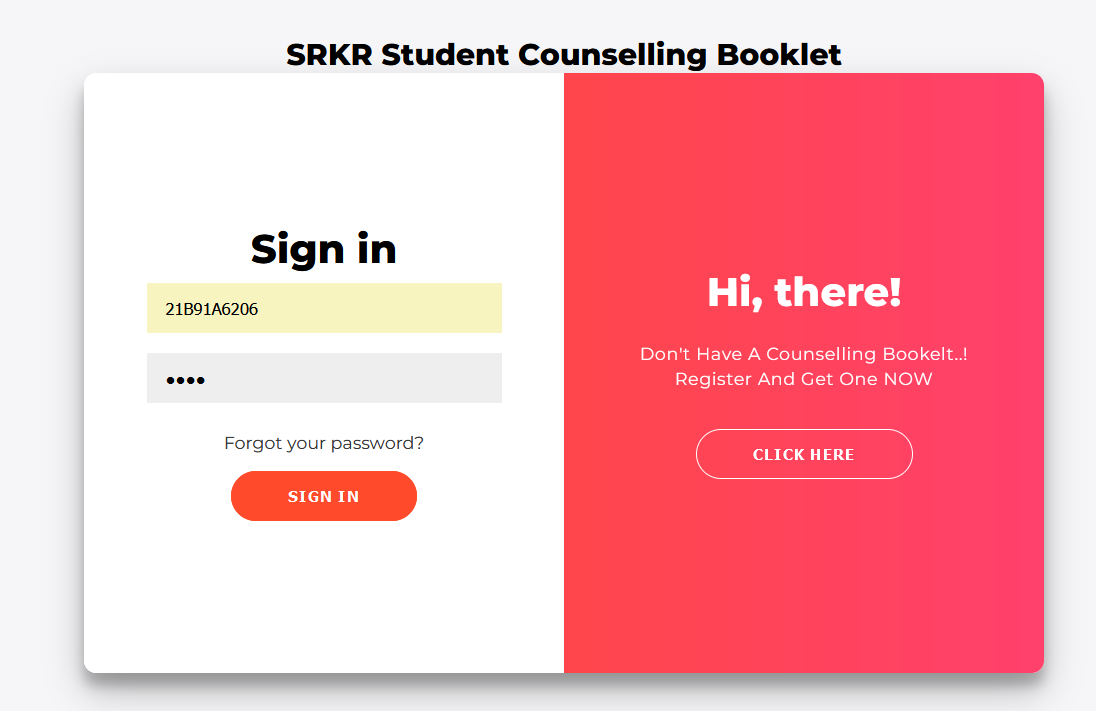 SRKR Student Counselling Booklet
Sign in
21B91A6206
••••
Forgot your password?
SIGN IN
Hi, there!
Don't Have A Counselling Bookelt..!
Register And Get One NOW
CLICK HERE